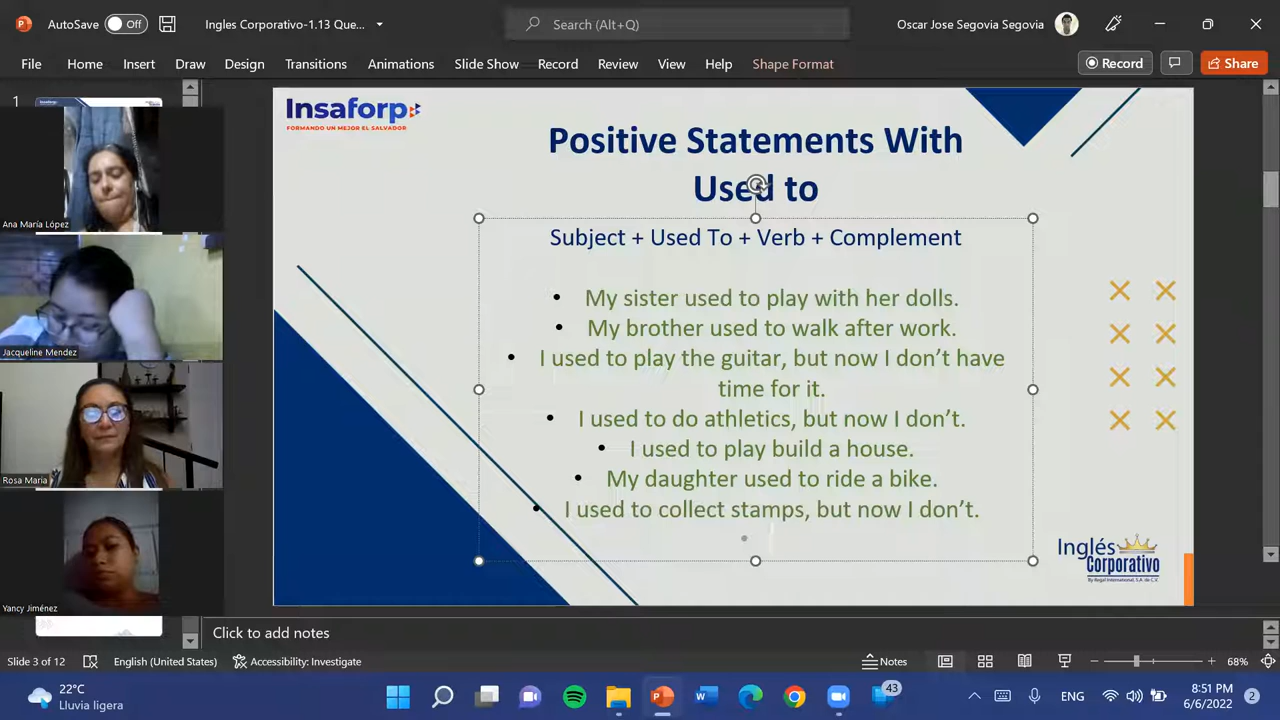 AutoSave Off Ingles Corporativo-1.13 Que... Search (Alt+Q) Oscar Jose Segovia Segovia
File Home Insert Draw Design Transitions Animations Slide Show Record Review View Help Shape Format Record Share
1
Insaforp
FORMANDO UN MEJOR EL SALVADOR
Positive Statements With
Used to
Subject + Used To + Verb + Complement
• My sister used to play with her dolls.
• My brother used to walk after work.
• I used to play the guitar, but now I don't have
time for it.
• I used to do athletics, but now I don't.
• I used to play build a house.
• My daughter used to ride a bike.
• I used to collect stamps, but now I don't.
Inglés
Corporativo
By Regal International, S.A. de C.V.
Ana María López
Jacqueline Mendez
Rosa Maria
Yancy Jiménez
Click to add notes
Slide 3 of 12 English (United States) Accessibility: Investigate Notes 68%
22°C
Lluvia ligera
43
ENG
8:51 PM
6/6/2022
2